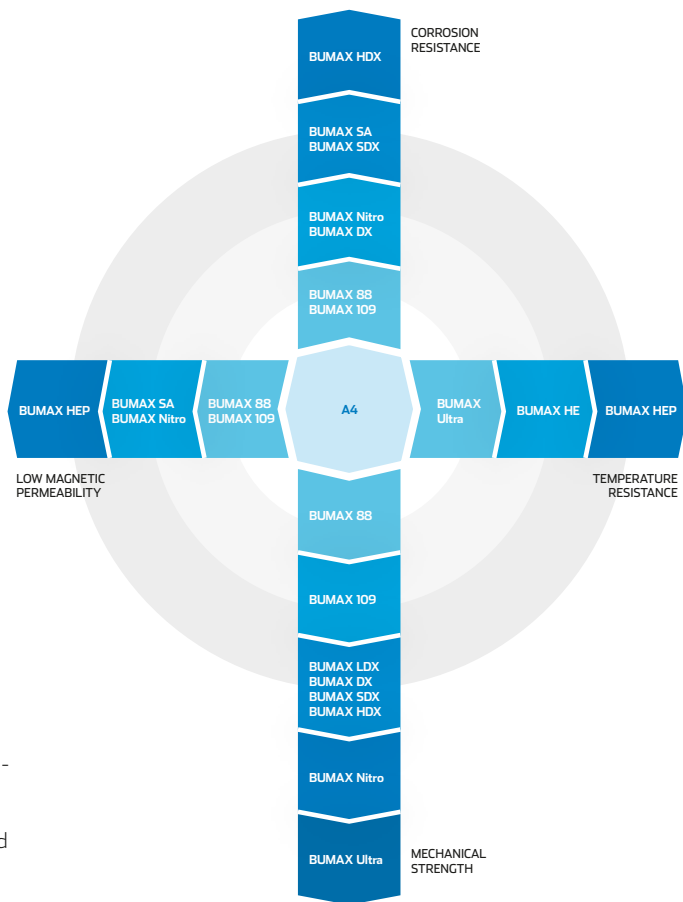 CORROSION
RESISTANCE
BUMAX HDX
BUMAX SA
BUMAX SDX
BUMAX Nitro
BUMAX DX
BUMAX 88
BUMAX 109
BUMAX HEP
BUMAX SA
BUMAX Nitro
BUMAX 88
BUMAX 109
A4
BUMAX
Ultra
BUMAX HE
BUMAX HEP
LOW MAGNETIC
PERMEABILITY
TEMPERATURE
RESISTANCE
BUMAX 88
BUMAX 109
BUMAX LDX
BUMAX DX
BUMAX SDX
BUMAX HDX
-
BUMAX Nitro
d
BUMAX Ultra
MECHANICAL
STRENGTH